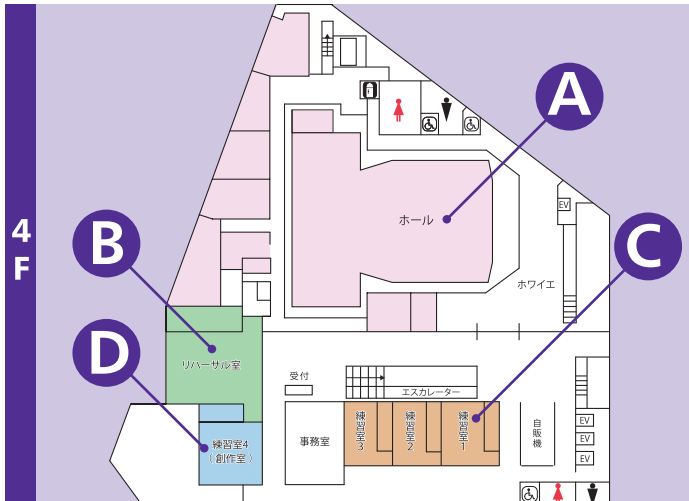 4
F
A
B
C
D
EV
ホール
ホワイエ
リハーサル室
受付
エスカレーター
練習室1
練習室2
練習室3
練習室4
(創作室)
事務室
自販機
EV
EV
EV